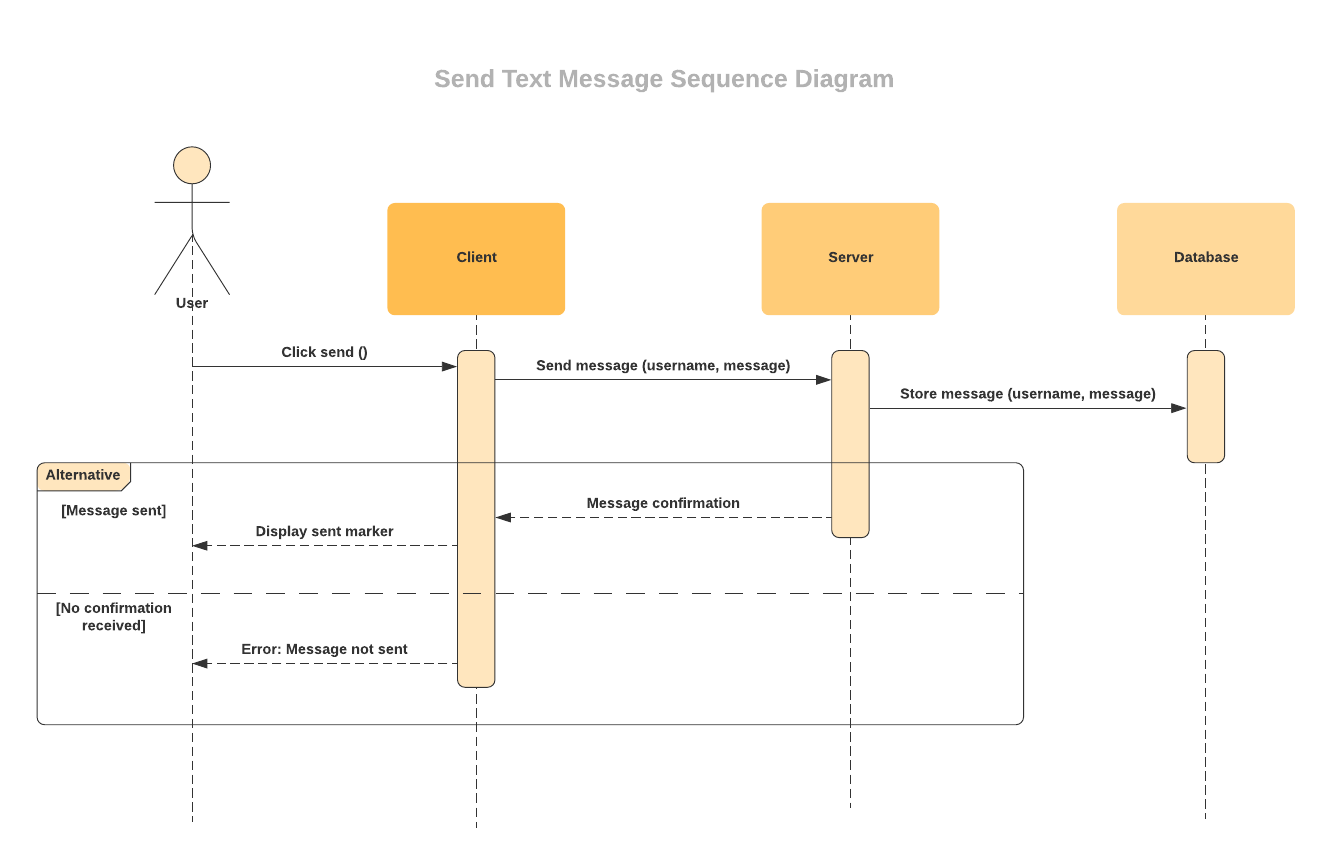 Send Text Message Sequence Diagram
User
Client
Server
Database
Click send ()
Send message (username, message)
Store message (username, message)
Alternative
[Message sent]
Message confirmation
Display sent marker
[No confirmation
received]
Error: Message not sent